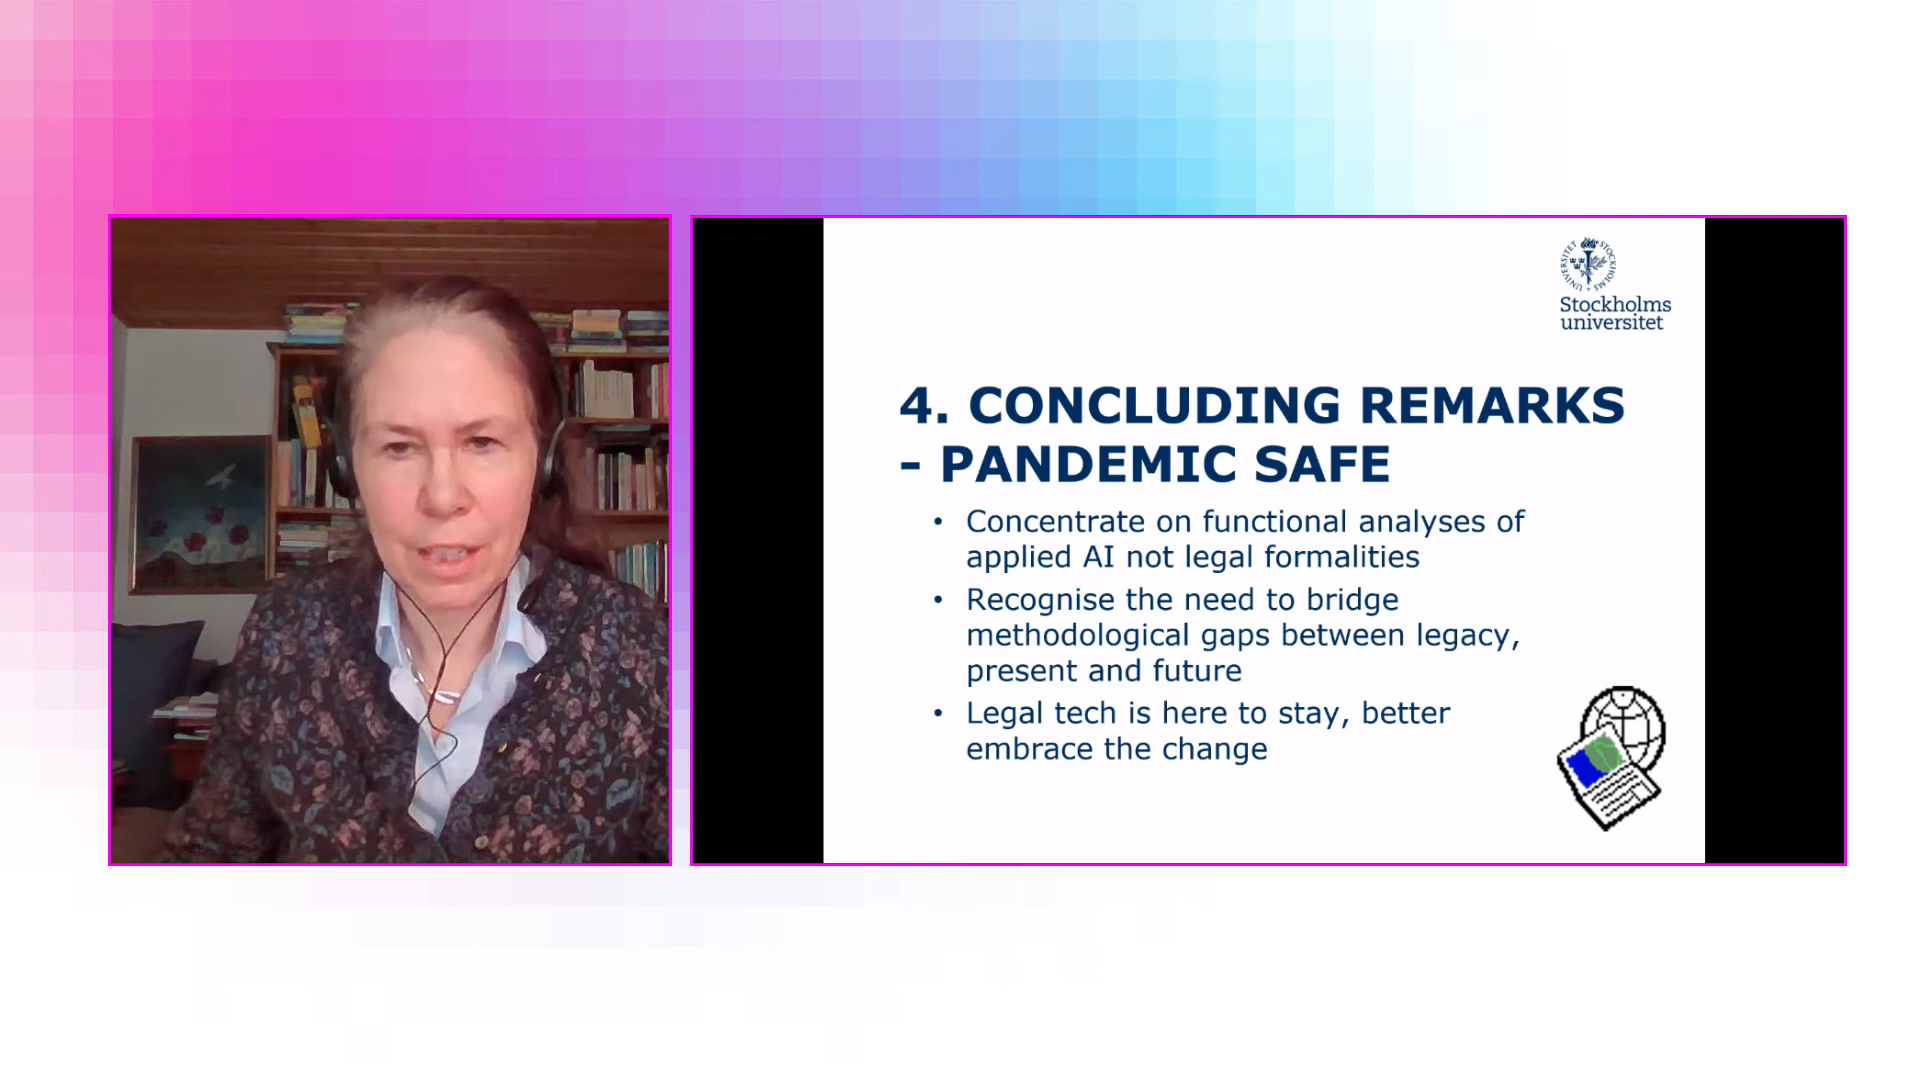 UNIVERSITET STOCKHOLMS
Stockholms
universitet
4. CONCLUDING REMARKS
- PANDEMIC SAFE
• Concentrate on functional analyses of
applied AI not legal formalities
• Recognise the need to bridge
methodological gaps between legacy,
present and future
• Legal tech is here to stay, better
embrace the change